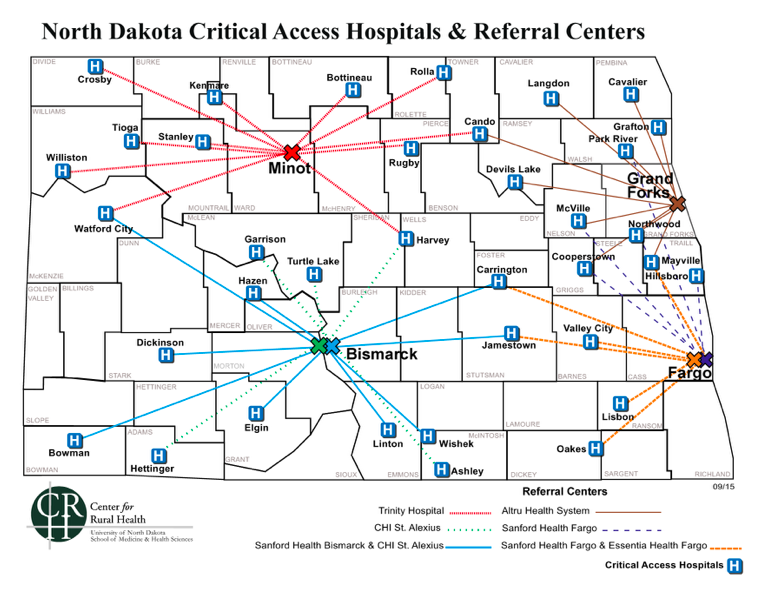 North Dakota Critical Access Hospitals & Referral Centers
DIVIDE
BURKE
RENVILLE
BOTTINEAU
TOWNER
CAVALIER
PEMBINA
Crosby
Kenmare
Bottineau
Rolla
Langdon
Cavalier
WILLIAMS
ROLETTE
PIERCE
Cando
RAMSEY
Grafton
Tioga
Stanley
Park River
Williston
Minot
Rugby
WALSH
Devils Lake
Grand
Forks
MOUNTRAIL
WARD
McHENRY
BENSON
McVille
Watford City
McLEAN
SHERIDAN
WELLS
EDDY
NELSON
Northwood
GRAND FORKS
DUNN
Garrison
Harvey
STEELE
TRAILL
FOSTER
Cooperstown
Mayville
Turtle Lake
Carrington
Hillsboro
McKENZIE
Hazen
GOLDEN
VALLEY
BILLINGS
BURLEIGH
KIDDER
GRIGGS
MERCER
OLIVER
Valley City
Dickinson
Bismarck
Jamestown
MORTON
Fargo
STARK
STUTSMAN
BARNES
CASS
HETTINGER
LOGAN
SLOPE
Elgin
LAMOURE
Lisbon
RANSOM
ADAMS
Linton
Wishek
McINTOSH
Bowman
Oakes
Hettinger
GRANT
Ashley
BOWMAN
SIOUX
EMMONS
DICKEY
SARGENT
RICHLAND
09/15
Referral Centers
CRH
Center for
Rural Health
University of North Dakota
School of Medicine & Health Sciences
Trinity Hospital
Altru Health System
CHI St. Alexius
Sanford Health Fargo
Sanford Health Bismarck & CHI St. Alexius
Sanford Health Fargo & Essentia Health Fargo
Critical Access Hospitals H